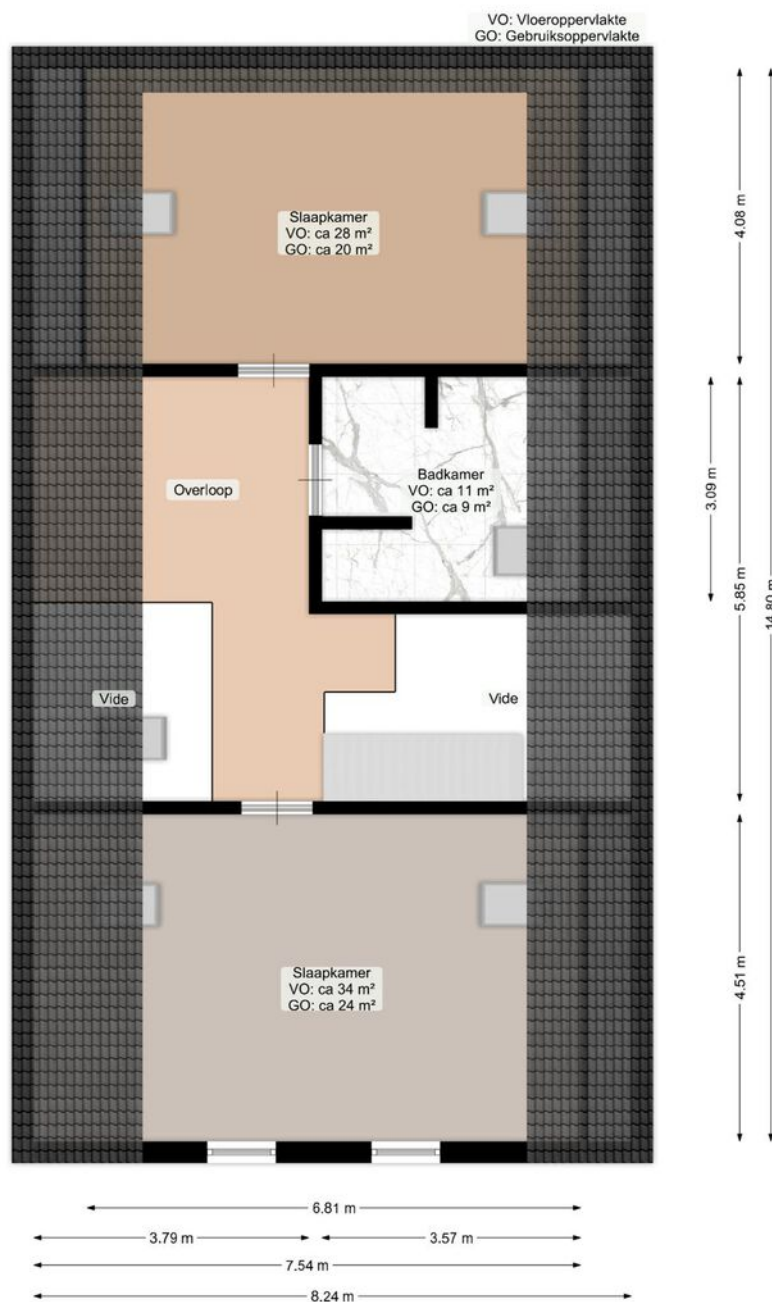 VO: Vloeroppervlakte
GO: Gebruiksoppervlakte
Slaapkamer
VO: ca 28 m²
GO: ca 20 m²
4.08 m
Overloop
Badkamer
VO: ca 11 m²
GO: ca 9 m²
3.09 m
5.85 m
14.80 m
Vide
Vide
Slaapkamer
VO: ca 34 m²
GO: ca 24 m²
4.51 m
6.81 m
3.79 m
3.57 m
7.54 m
8.24 m